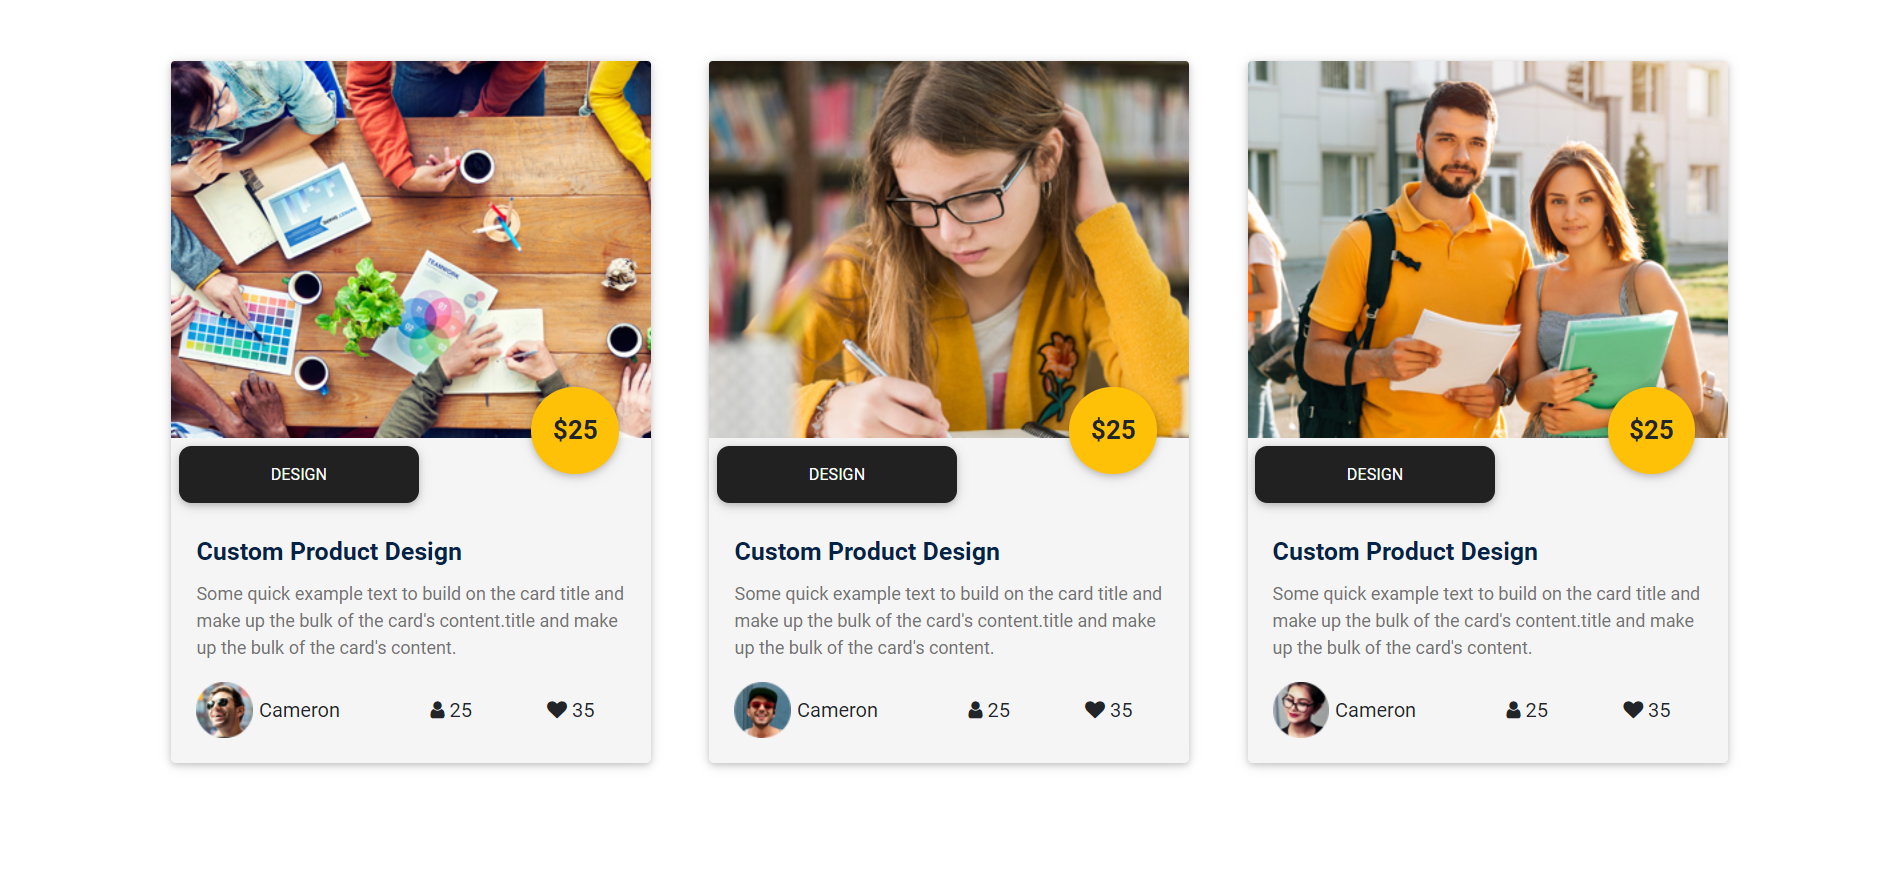 TEAMWORK
$25
DESIGN
Custom Product Design
Some quick example text to build on the card title and
make up the bulk of the card's content.title and make
up the bulk of the card's content.
Cameron 25 35
$25
DESIGN
Custom Product Design
Some quick example text to build on the card title and
make up the bulk of the card's content.title and make
up the bulk of the card's content.
Cameron 25 35
$25
DESIGN
Custom Product Design
Some quick example text to build on the card title and
make up the bulk of the card's content.title and make
up the bulk of the card's content.
Cameron 25 35